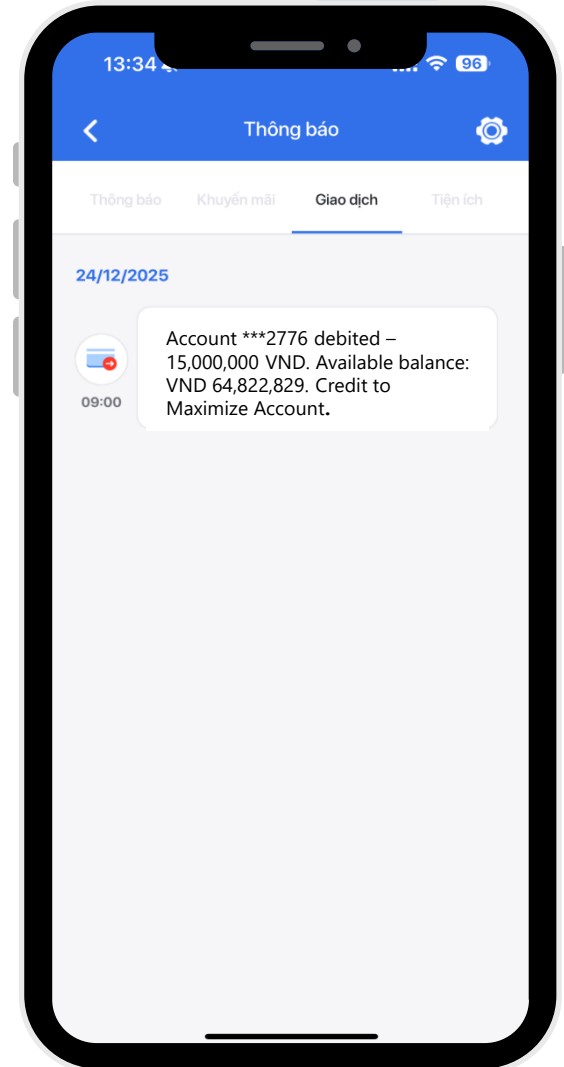 13:34
96
Thông báo
Thông báo Khuyến mãi Giao dịch Tiện ích
24/12/2025
Account ***2776 debited –
15,000,000 VND. Available balance:
VND 64,822,829. Credit to
Maximize Account.
09:00